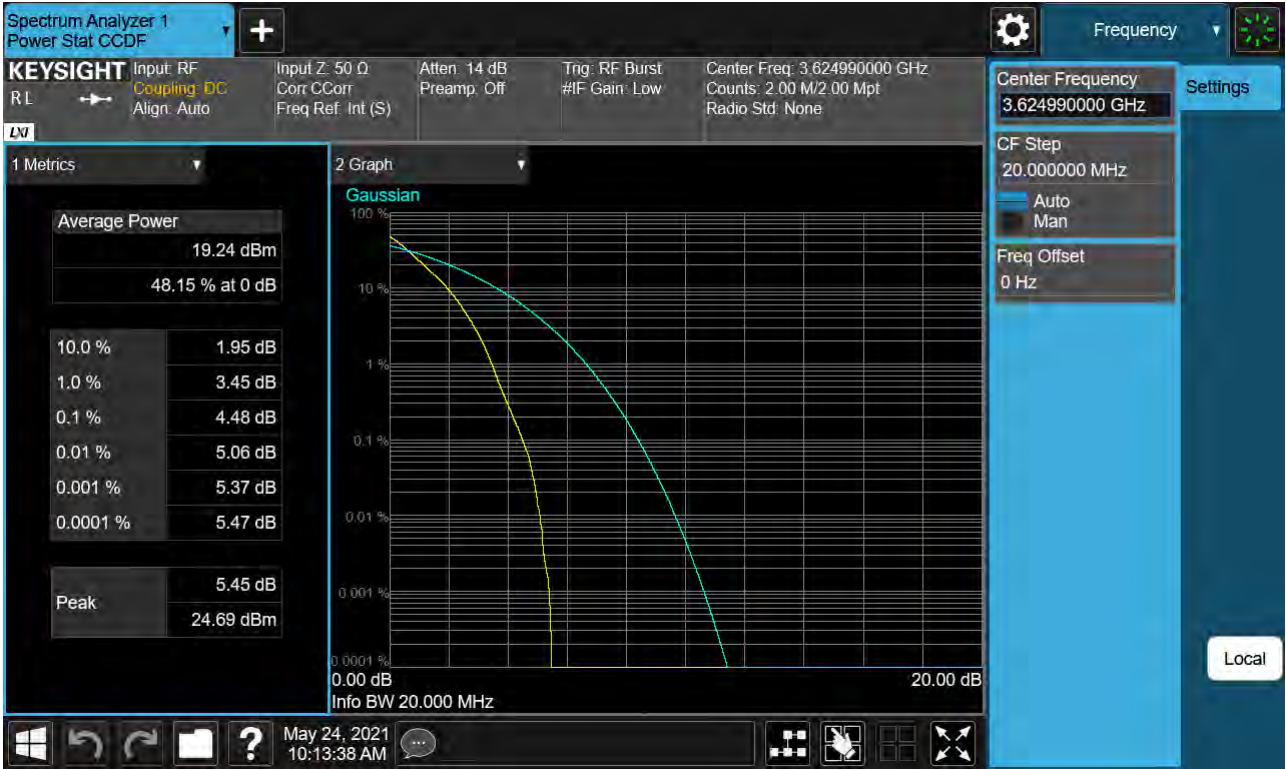 Spectrum Analyzer 1
Power Stat CCDF
+
Frequency
KEYSIGHT
R L
LXI
Input: RF
Coupling: DC
Align: Auto
Input Z: 50 Ω
Corr CCorr
Freq Ref: Int (S)
Atten: 14 dB
Preamp: Off
Trig: RF Burst
#IF Gain: Low
Center Freq: 3.624990000 GHz
Counts: 2.00 M/2.00 Mpt
Radio Std: None
Center Frequency
3.624990000 GHz
Settings
CF Step
20.000000 MHz
Auto
Man
Freq Offset
0 Hz
Local
1 Metrics
Average Power
19.24 dBm
48.15 % at 0 dB
10.0 % 1.95 dB
1.0 % 3.45 dB
0.1 % 4.48 dB
0.01 % 5.06 dB
0.001 % 5.37 dB
0.0001 % 5.47 dB
Peak
5.45 dB
24.69 dBm
2 Graph
Gaussian
100 %
10 %
1 %
0.1 %
0.01 %
0.001 %
0.0001 %
0.00 dB 20.00 dB
Info BW 20.000 MHz
?
May 24, 2021
10:13:38 AM